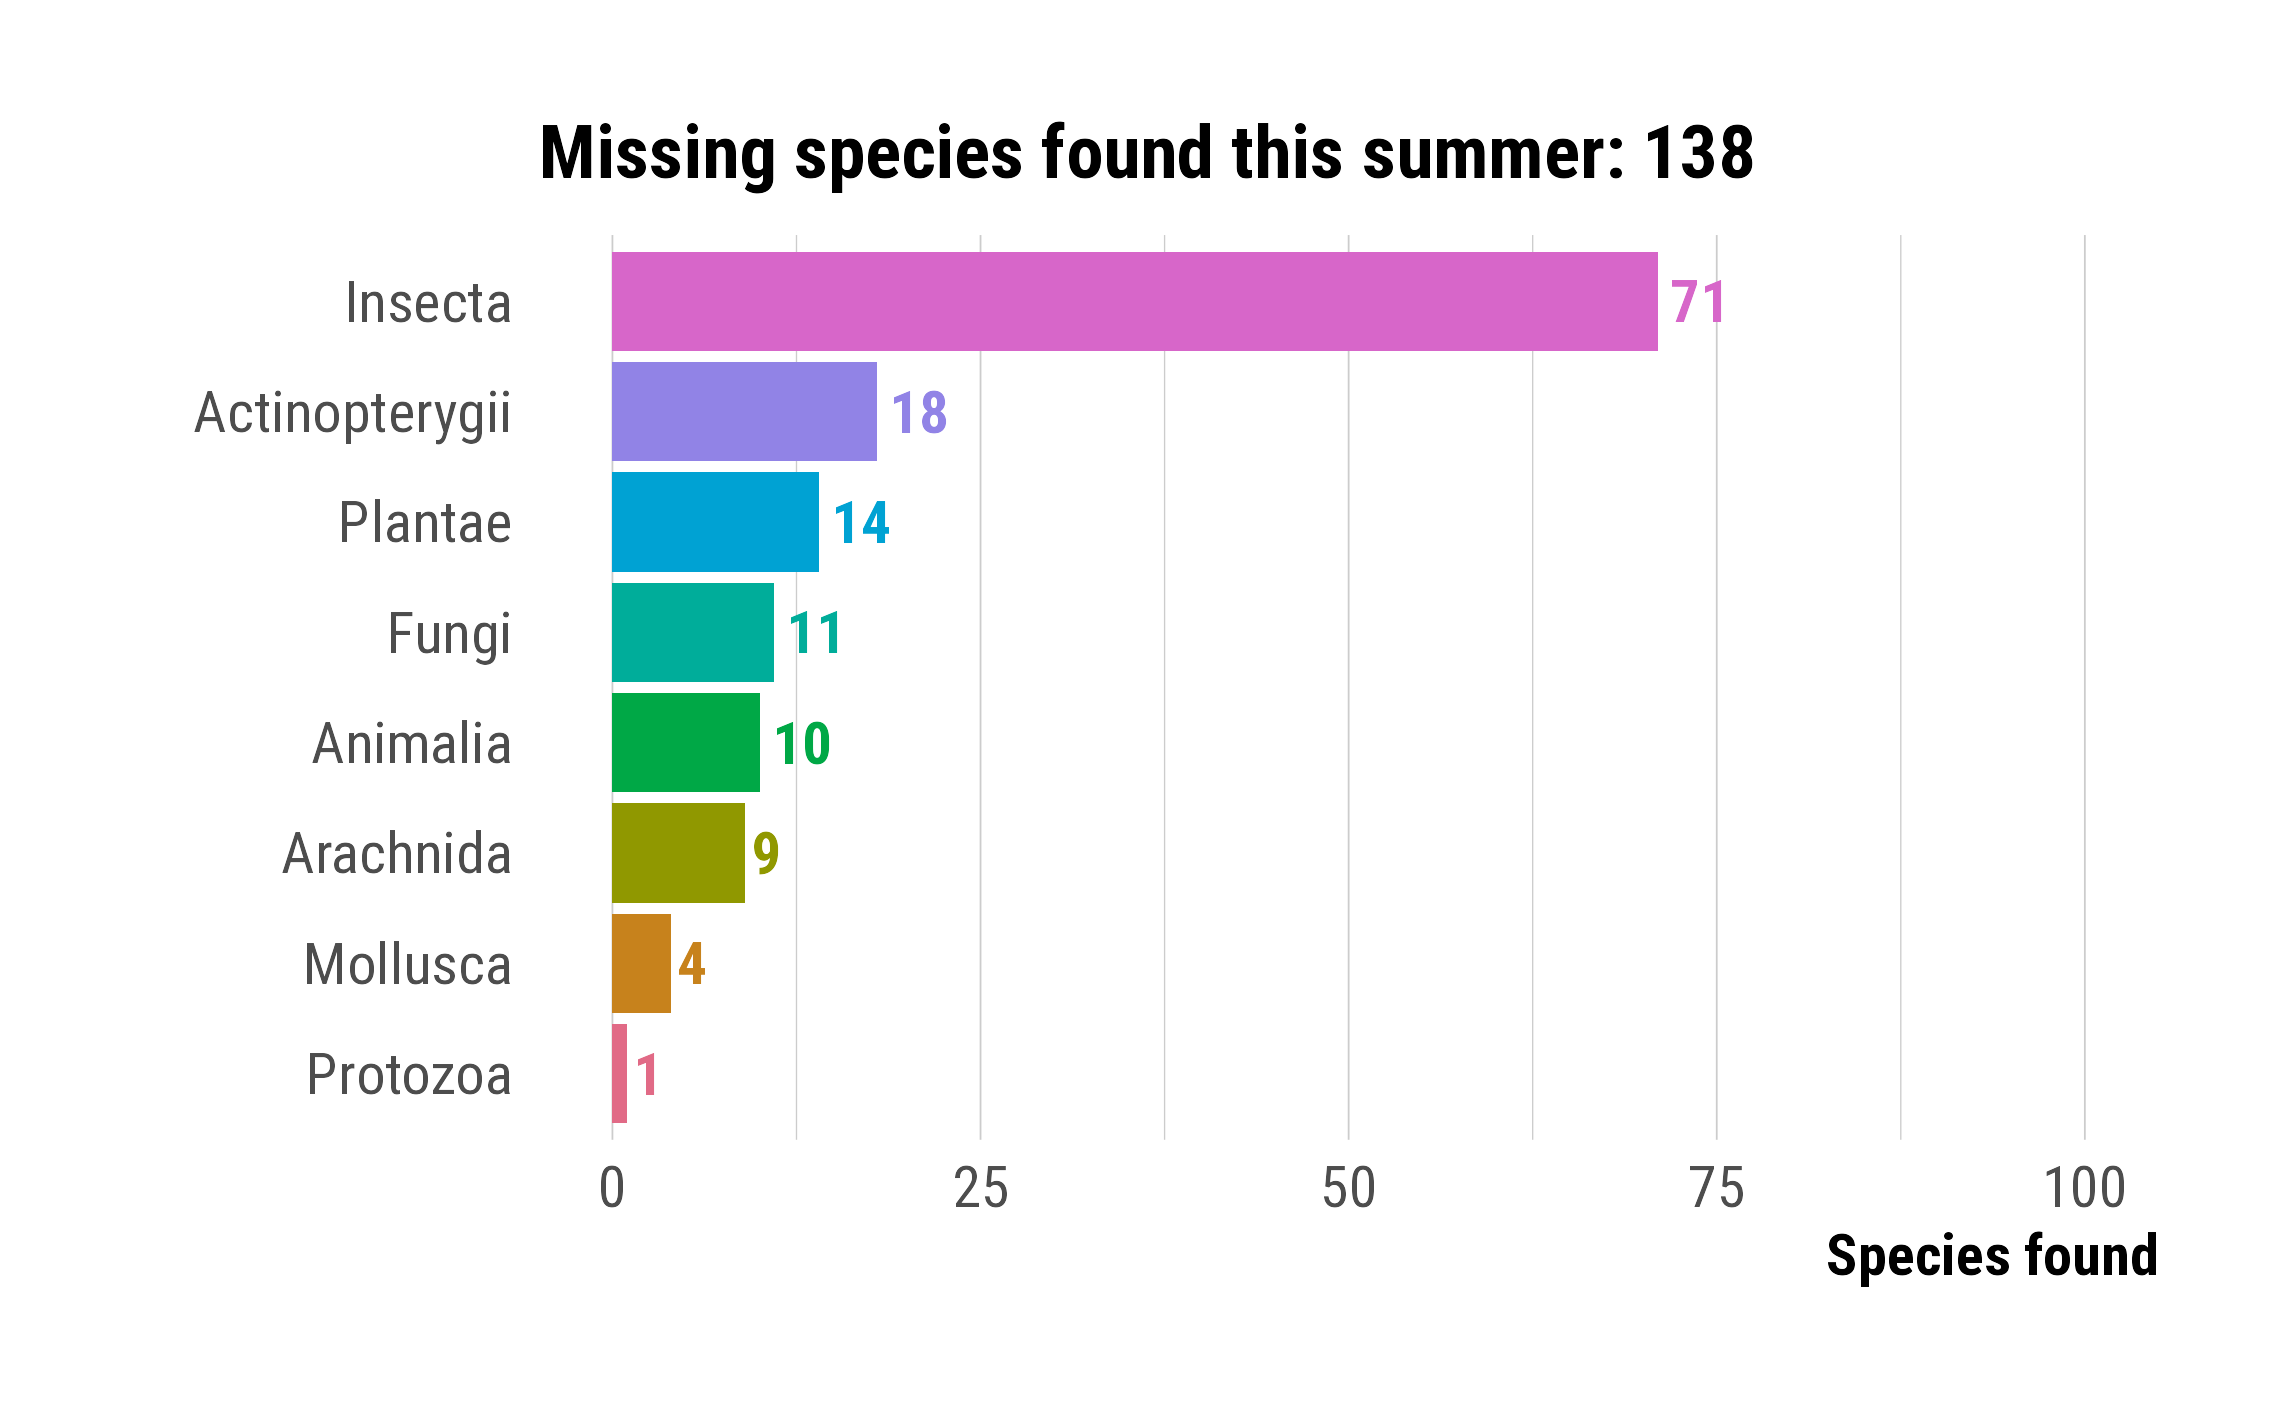 Missing species found this summer: 138
Insecta 71
Actinopterygii 18
Plantae 14
Fungi 11
Animalia 10
Arachnida 9
Mollusca 4
Protozoa 1
0 25 50 75 100
Species found